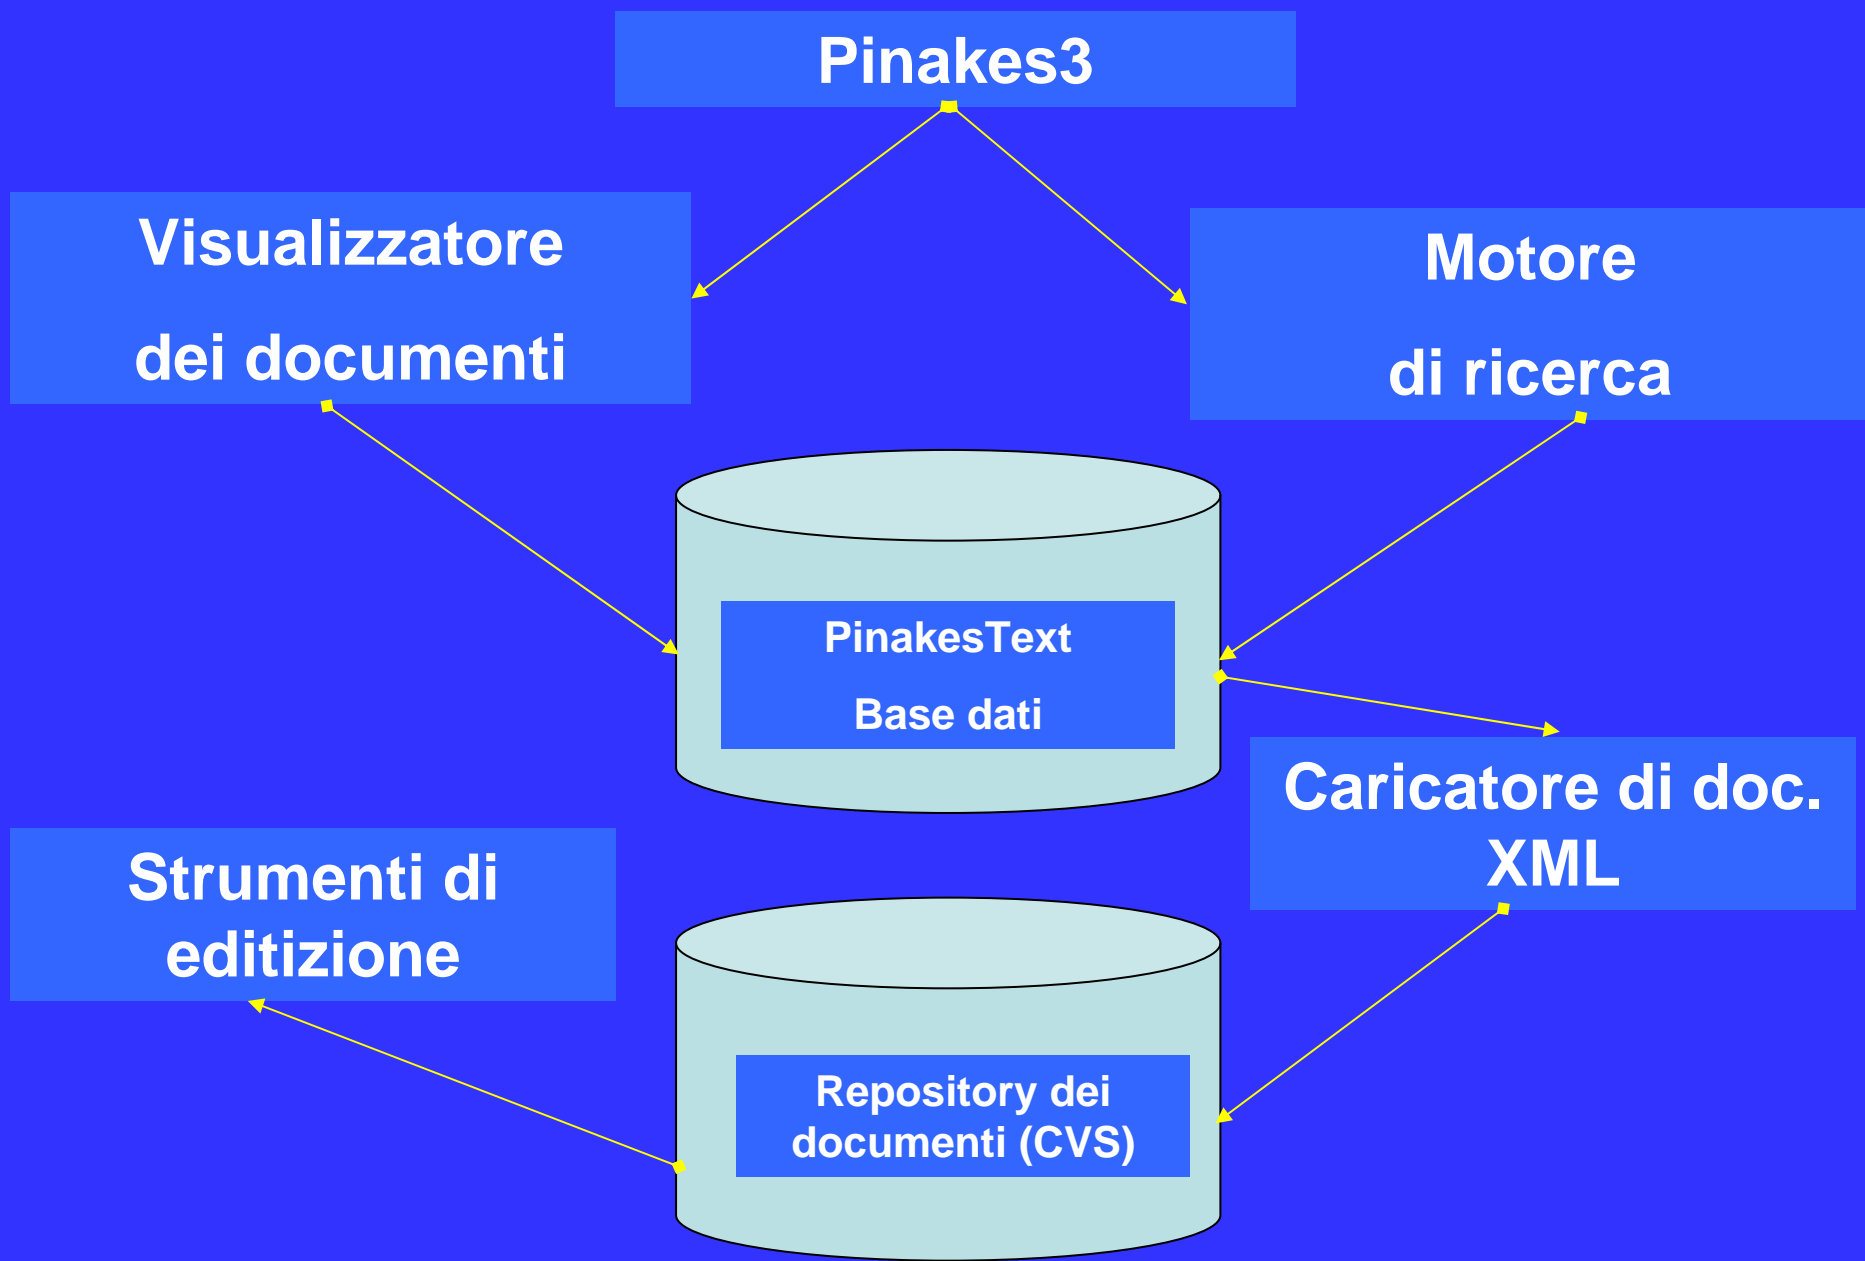 Pinakes3
Visualizzatore
dei documenti
Motore
di ricerca
PinakesText
Base dati
Caricatore di doc.
XML
Strumenti di
editizione
Repository dei
documenti (CVS)